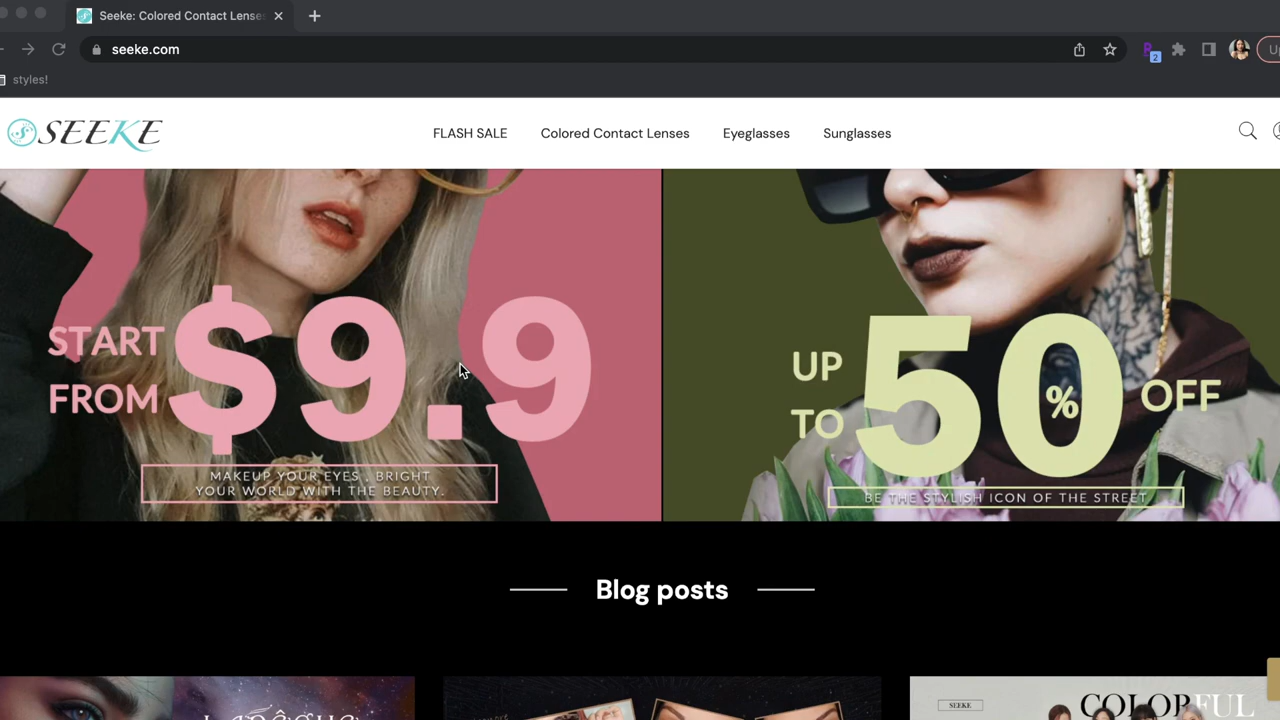 Seeke: Colored Contact Lense
seeke.com
2
styles!
SEEKE
FLASH SALE
Colored Contact Lenses
Eyeglasses
Sunglasses
START
FROM
$9.9
MAKEUP YOUR EYES . BRIGHT
YOUR WORLD WITH THE BEAUTY.
UP
TO
50
%
OFF
BE THE STYLISH ICON OF THE STREET
Blog posts
SEEKE
COLORFUL